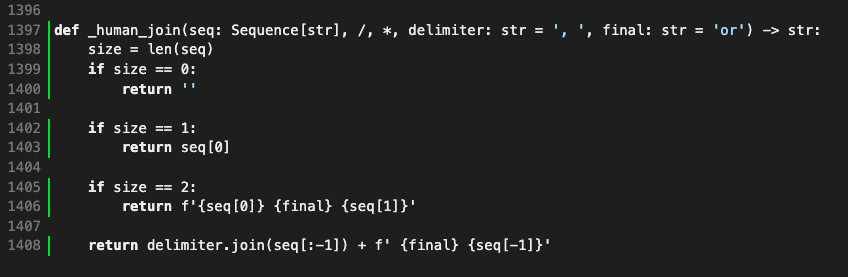 1396
1397 def _human_join(seq: Sequence[str], /, *, delimiter: str = ', ', final: str = 'or') -> str:
1398     size = len(seq)
1399     if size == 0:
1400         return ''
1401
1402     if size == 1:
1403         return seq[0]
1404
1405     if size == 2:
1406         return f'{seq[0]} {final} {seq[1]}'
1407
1408     return delimiter.join(seq[:-1]) + f' {final} {seq[-1]}'